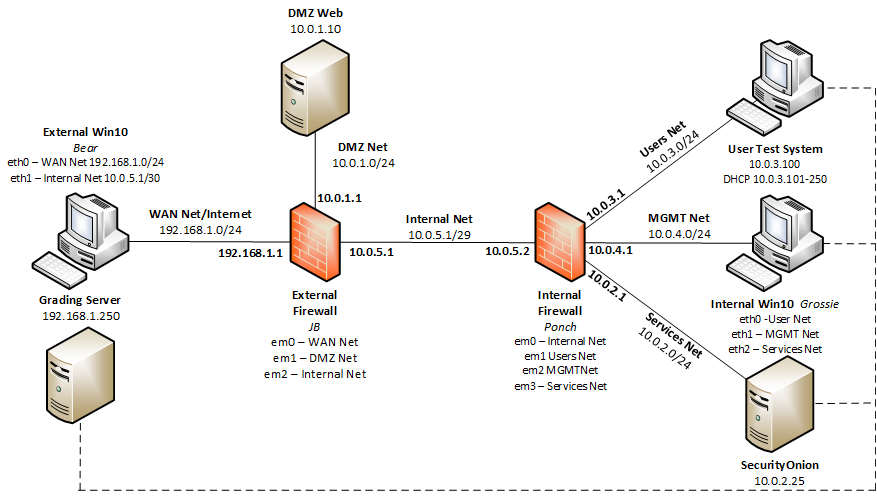 DMZ Web
10.0.1.10
External Win10
Bear
eth0 – WAN Net 192.168.1.0/24
eth1 – Internal Net 10.0.5.1/30
DMZ Net
10.0.1.0/24
Users Net
10.0.3.0/24
User Test System
10.0.3.100
DHCP 10.0.3.101-250
WAN Net/Internet
192.168.1.0/24
10.0.1.1
192.168.1.1
10.0.5.1
Internal Net
10.0.5.1/29
10.0.5.2
10.0.3.1
10.0.4.1
10.0.2.1
MGMT Net
10.0.4.0/24
Grading Server
192.168.1.250
External
Firewall
JB
em0 – WAN Net
em1 – DMZ Net
em2 – Internal Net
Internal
Firewall
Ponch
em0 – Internal Net
em1 Users Net
em2 MGMTNet
em3 – Services Net
Services Net
10.0.2.0/24
Internal Win10 Grossie
eth0 -User Net
eth1 – MGMT Net
eth2 – Services Net
SecurityOnion
10.0.2.25